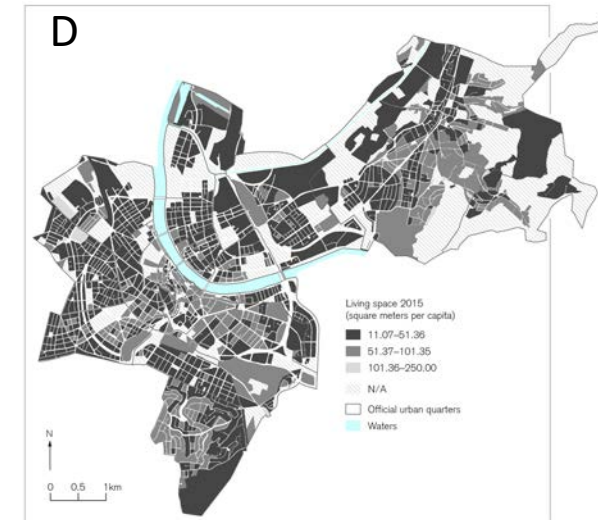 D
Living space 2015
(square meters per capita)
11.07–51.36
51.37–101.35
101.36–250.00
N/A
Official urban quarters
Waters
N
0 0.5 1km